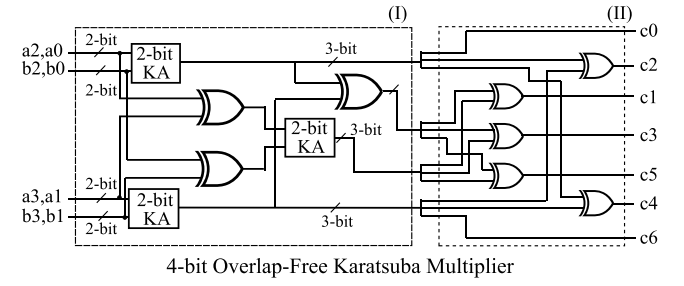 (I)
(II)
2-bit
3-bit
c0
a2,a0
2-bit
KA
c2
b2,b0
2-bit
c1
2-bit
KA
3-bit
c3
2-bit
c5
a3,a1
2-bit
KA
c4
b3,b1
2-bit
3-bit
c6
4-bit Overlap-Free Karatsuba Multiplier